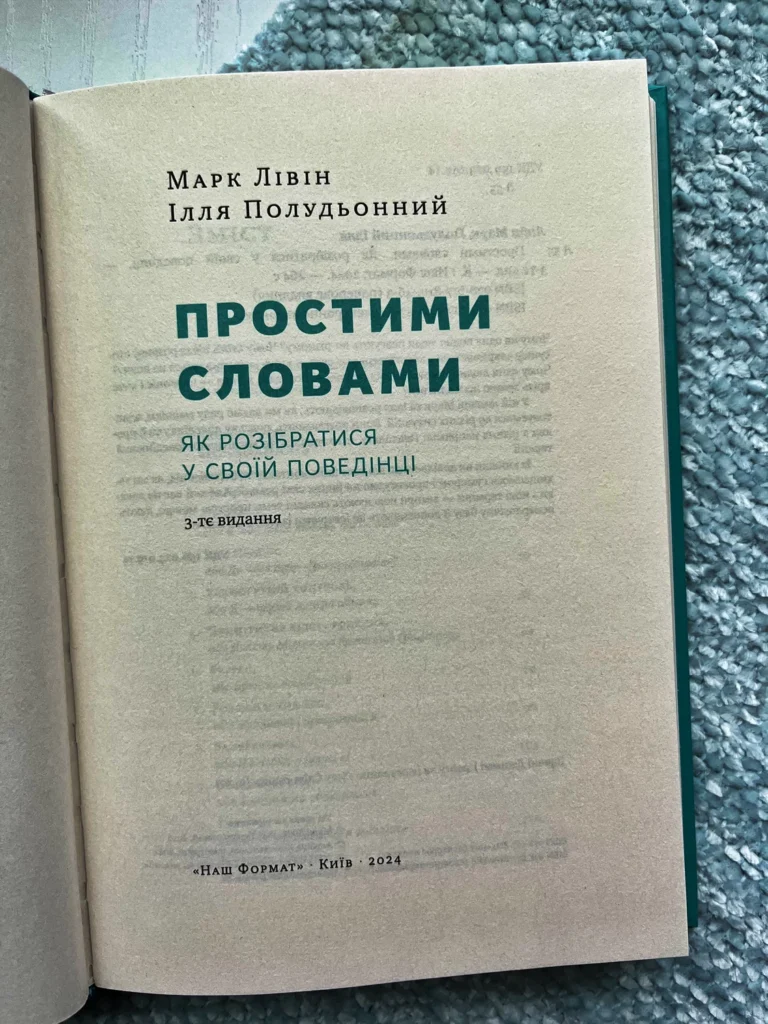 Марк Лівін
Ілля Полудьонний
ПРОСТИМИ
СЛОВАМИ
ЯК РОЗІБРАТИСЯ
У СВОЇЙ ПОВЕДІНЦІ
3-тє видання
«Наш Формат» · Київ · 2024